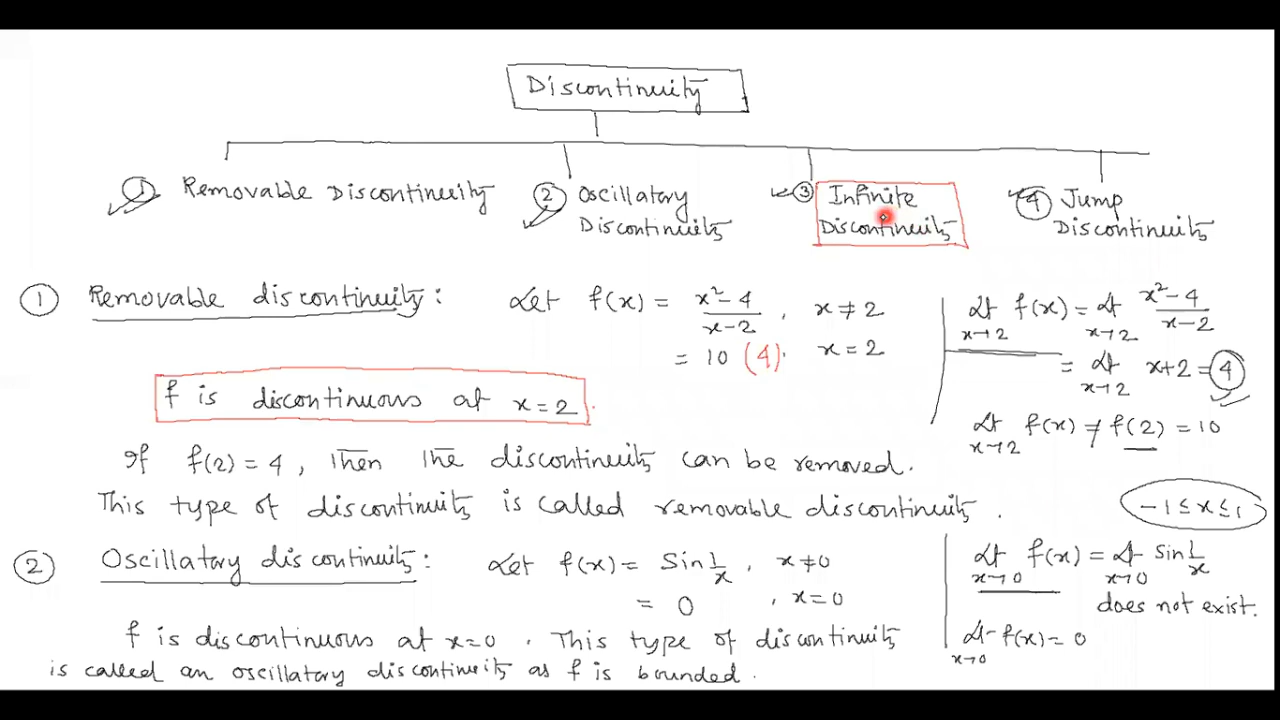 Discontinuity
① Removable Discontinuity ② Oscillatory Discontinuity ③ Infinite Discontinuity ④ Jump Discontinuity
① Removable discontinuity: Let f(x) = x²-4/x-2, x ≠ 2
= 10 (4). x = 2
Lt x→2 f(x) = Lt x→2 x²-4/x-2
= Lt x→2 x+2 = 4
f is discontinuous at x=2.
Lt x→2 f(x) ≠ f(2) = 10
If f(2)=4, then the discontinuity can be removed.
This type of discontinuity is called removable discontinuity.
-1 ≤ x ≤ 1
② Oscillatory discontinuity: Let f(x) = Sin 1/x, x≠0
= 0, x=0
Lt x→0 f(x) = Lt x→0 Sin 1/x
does not exist.
f is discontinuous at x=0. This type of discontinuity
is called an oscillatory discontinuity as f is bounded.
Lt x→0 f(x) = 0